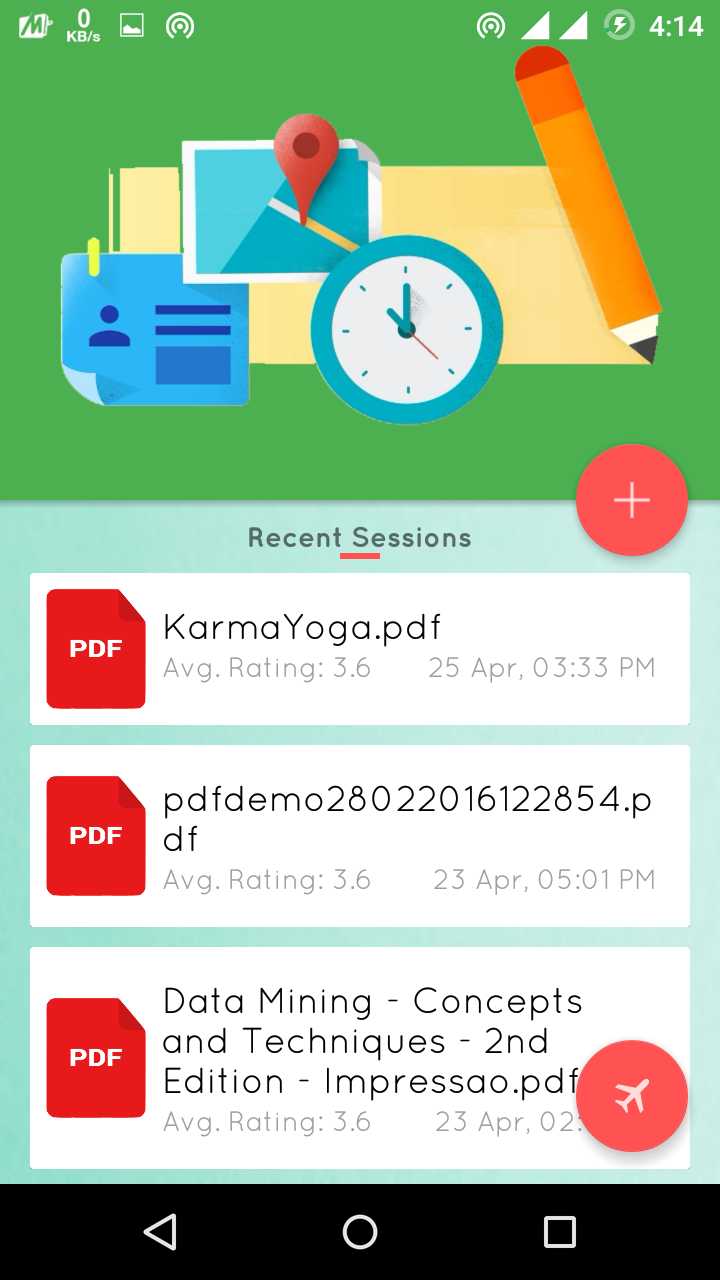 0
KB/s
4:14
Recent Sessions
PDF
KarmaYoga.pdf
Avg. Rating: 3.6 25 Apr, 03:33 PM
PDF
pdfdemo28022016122854.p
df
Avg. Rating: 3.6 23 Apr, 05:01 PM
PDF
Data Mining - Concepts
and Techniques - 2nd
Edition - Impressao.pdf
Avg. Rating: 3.6 23 Apr, 02: